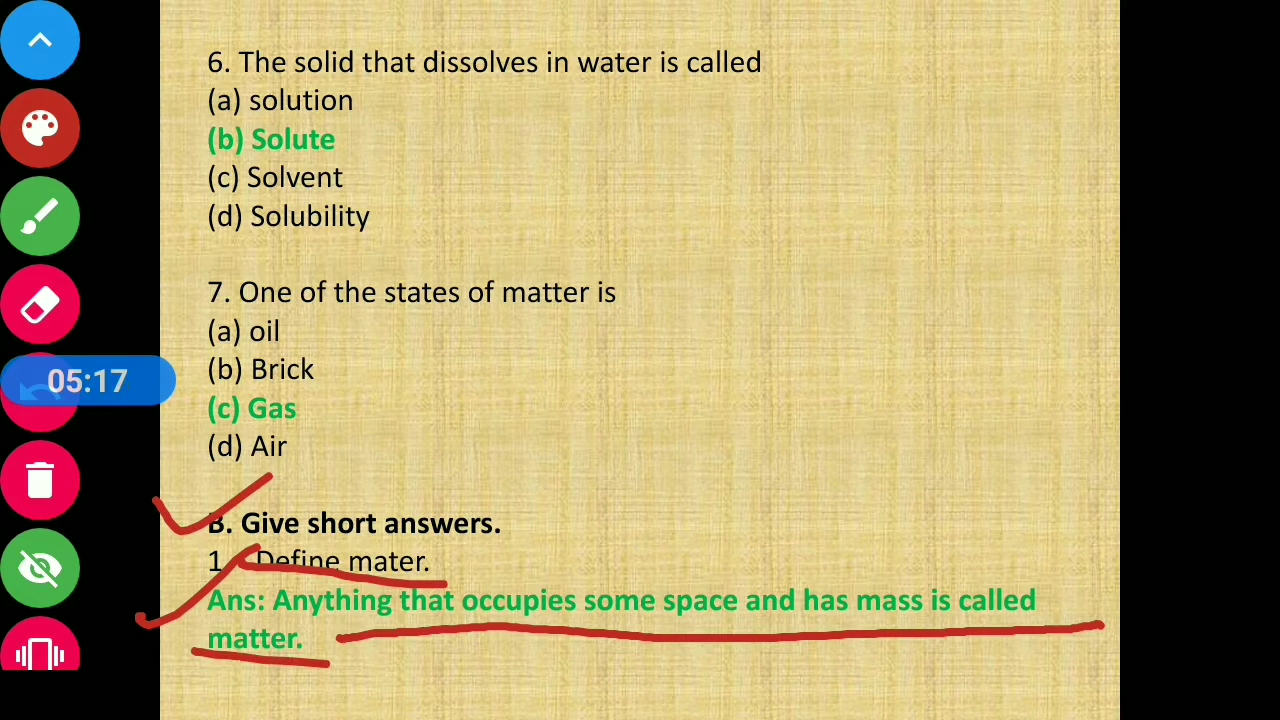 6. The solid that dissolves in water is called
(a) solution
(b) Solute
(c) Solvent
(d) Solubility
7. One of the states of matter is
(a) oil
(b) Brick
(c) Gas
(d) Air
B. Give short answers.
1. Define mater.
Ans: Anything that occupies some space and has mass is called
matter.
05:17